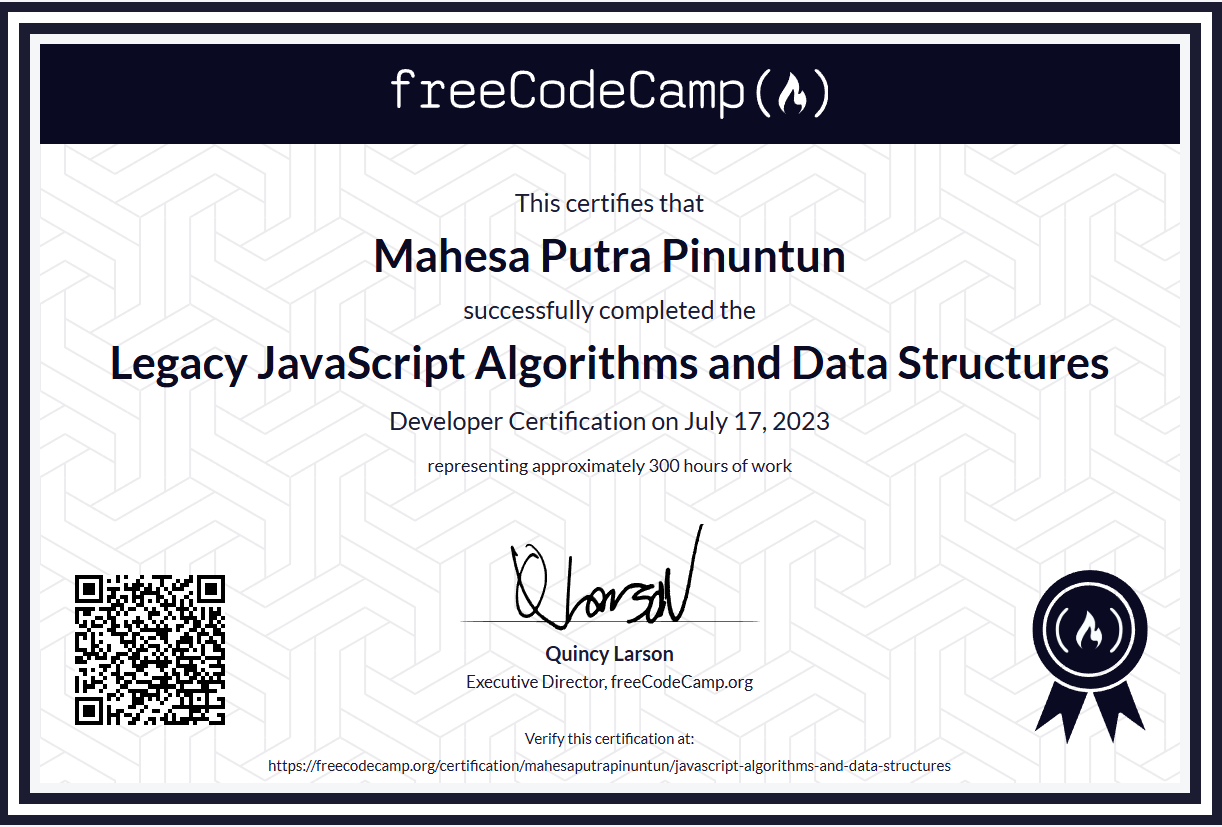 freeCodeCamp
This certifies that
Mahesa Putra Pinuntun
successfully completed the
Legacy JavaScript Algorithms and Data Structures
Developer Certification on July 17, 2023
representing approximately 300 hours of work
Q Larson
Quincy Larson
Executive Director, freeCodeCamp.org
Verify this certification at:
https://freecodecamp.org/certification/mahesaputrapinuntun/javascript-algorithms-and-data-structures